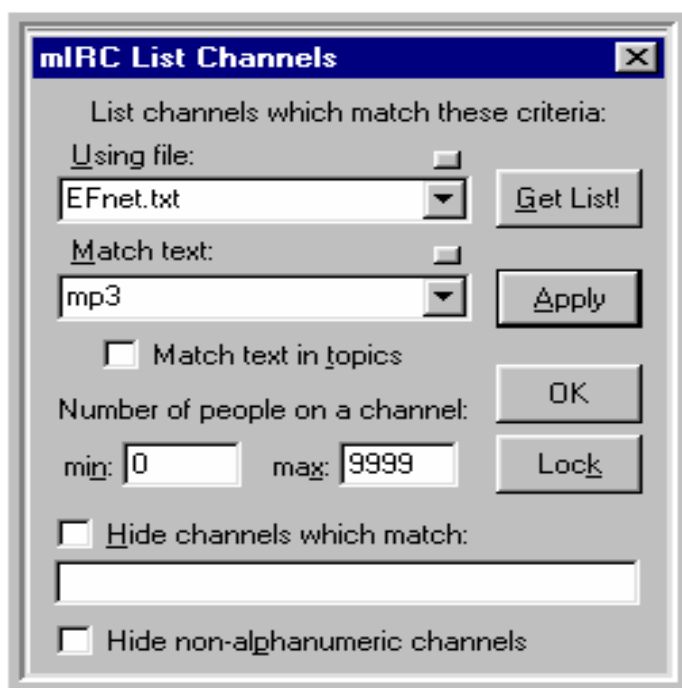 mIRC List Channels
List channels which match these criteria:
Using file:
EFnet.txt
Get List!
Match text:
mp3
Apply
Match text in topics
OK
Number of people on a channel:
min: 0 max: 9999
Lock
Hide channels which match:
Hide non-alphanumeric channels